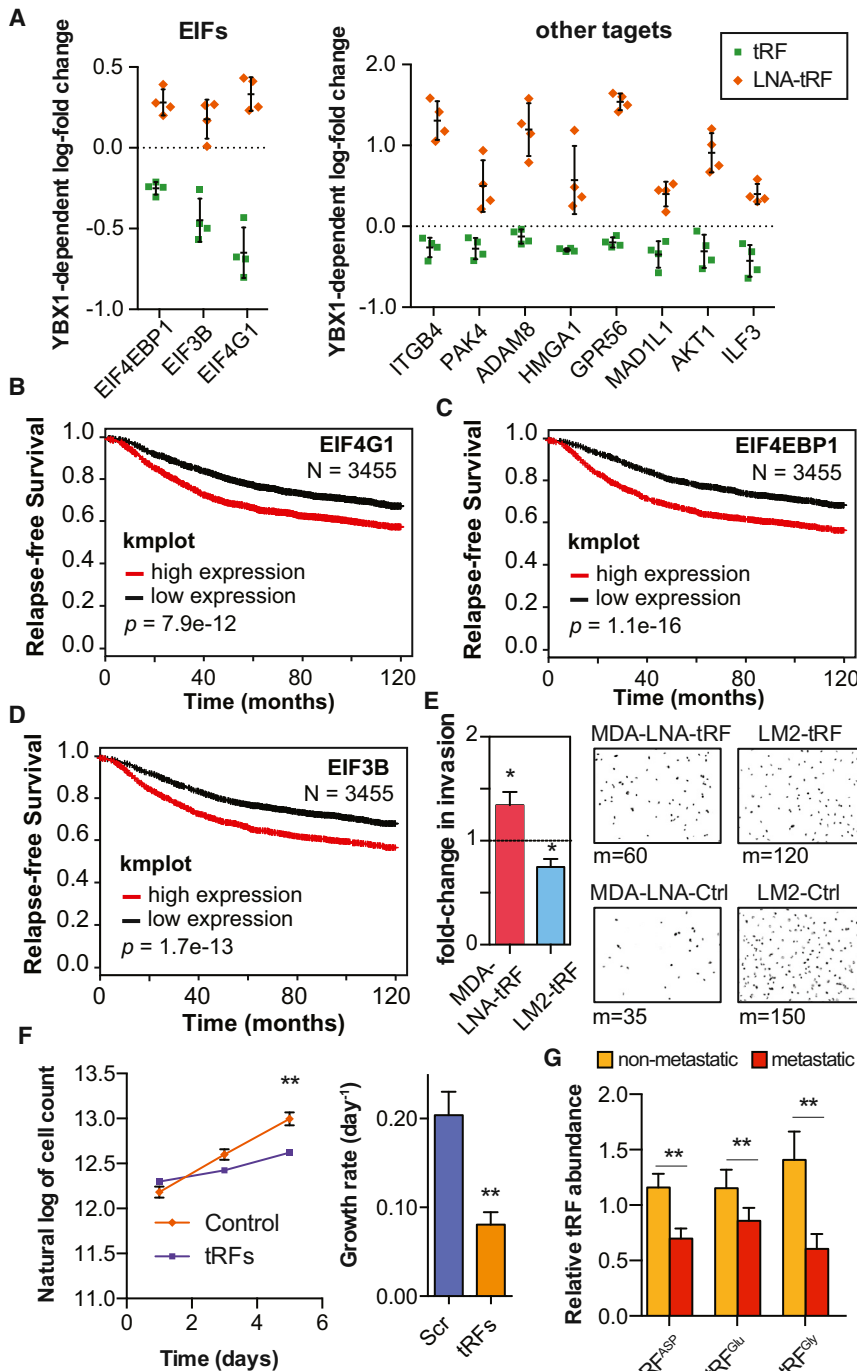 A
EIFs
other tagets
tRF
LNA-tRF
YBX1-dependent log-fold change
0.5
0.0
-0.5
-1.0
EIF4EBP1
EIF3B
EIF4G1
YBX1-dependent log-fold change
2.0
1.0
0.0
-1.0
ITGB4
PAK4
ADAM8
HMGA1
GPR56
MAD1L1
AKT1
ILF3
B
Relapse-free Survival
1.0
0.8
0.6
0.4
0.2
0.0
EIF4G1
N = 3455
kmplot
high expression
low expression
p = 7.9e-12
0 40 80 120
Time (months)
C
Relapse-free Survival
1.0
0.8
0.6
0.4
0.2
0.0
EIF4EBP1
N = 3455
kmplot
high expression
low expression
p = 1.1e-16
0 40 80 120
Time (months)
D
Relapse-free Survival
1.0
0.8
0.6
0.4
0.2
0.0
EIF3B
N = 3455
kmplot
high expression
low expression
p = 1.7e-13
0 40 80 120
Time (months)
E
fold-change in invasion
2
1
0
*
*
MDA-
LNA-tRF
LM2-tRF
MDA-LNA-tRF
m=60
LM2-tRF
m=120
MDA-LNA-Ctrl
m=35
LM2-Ctrl
m=150
F
Natural log of cell count
13.5
13.0
12.5
12.0
11.5
11.0
**
Control
tRFs
0 2 4 6
Time (days)
Growth rate (day-1)
0.20
0.10
0.00
**
Scr
tRFs
G
non-metastatic
metastatic
Relative tRF abundance
2.0
1.5
1.0
0.5
0.0
**
**
**
RF^ASP
RF^Glu
RF^Gly